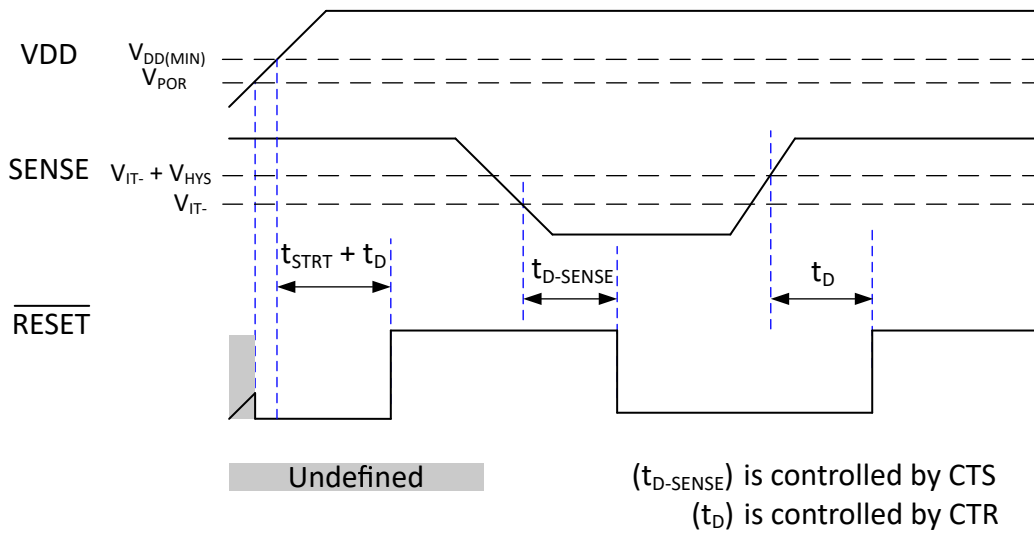 VDD
V_DD(MIN)
V_POR
SENSE
V_IT- + V_HYS
V_IT-
t_STRT + t_D
t_D-SENSE
t_D
RESET
Undefined
(t_D-SENSE) is controlled by CTS
(t_D) is controlled by CTR